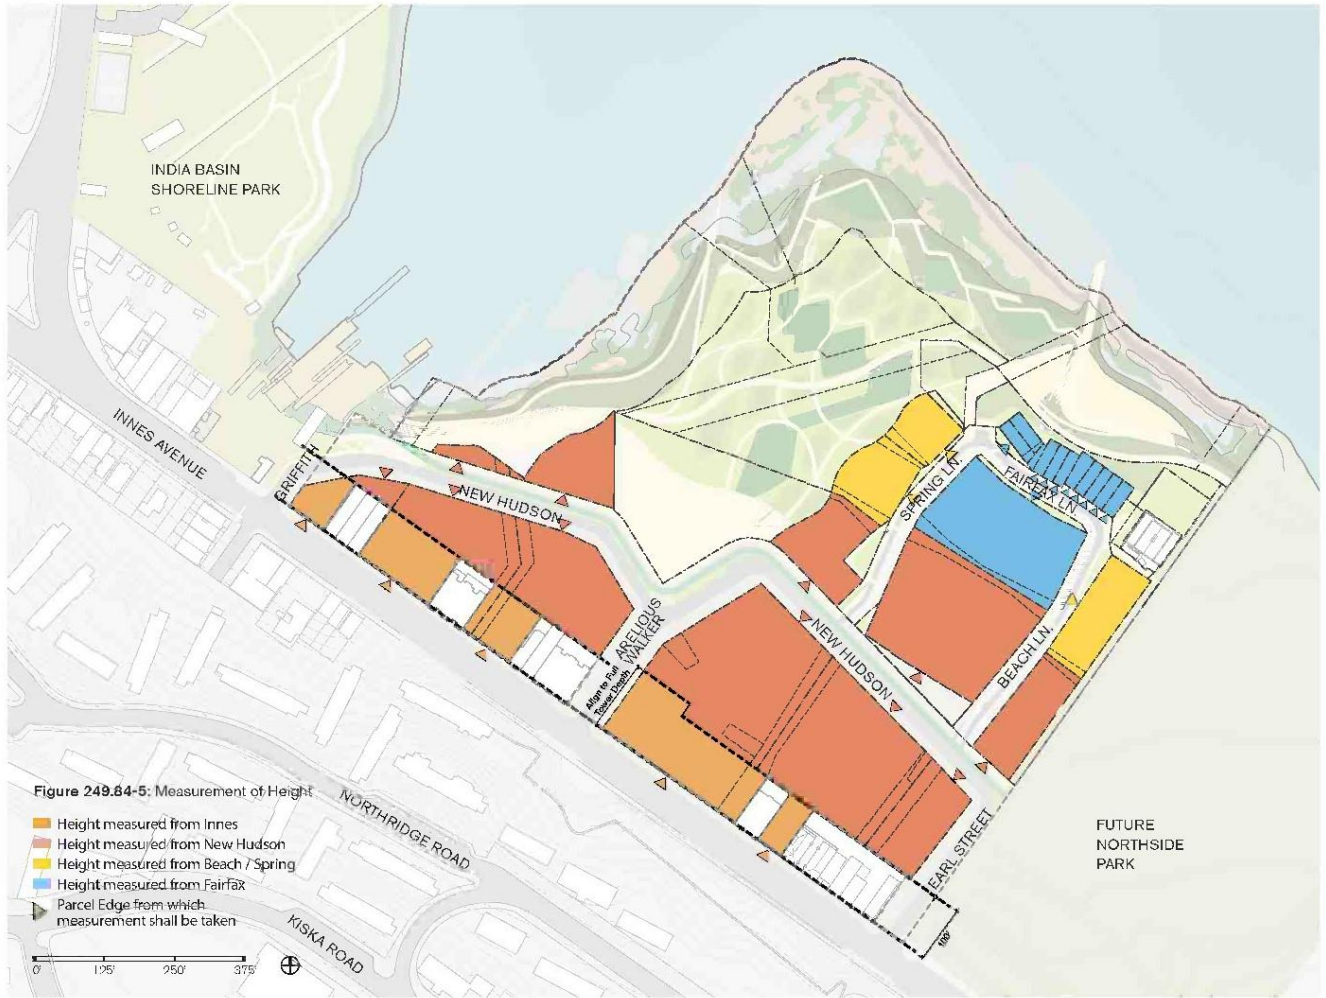 INDIA BASIN
SHORELINE PARK
INNES AVENUE
GRIFFITH
NEW HUDSON
SPRING LN.
FAIRFAX LN.
ARELIOUS
WALKER
Align to Full
Tower Depth
NEW HUDSON
BEACH LN.
EARL STREET
100'
FUTURE
NORTHSIDE
PARK
NORTHRIDGE ROAD
KISKA ROAD
Figure 249.84-5: Measurement of Height
Height measured from Innes
Height measured from New Hudson
Height measured from Beach / Spring
Height measured from Fairfax
Parcel Edge from which
measurement shall be taken
0' 125' 250' 375'